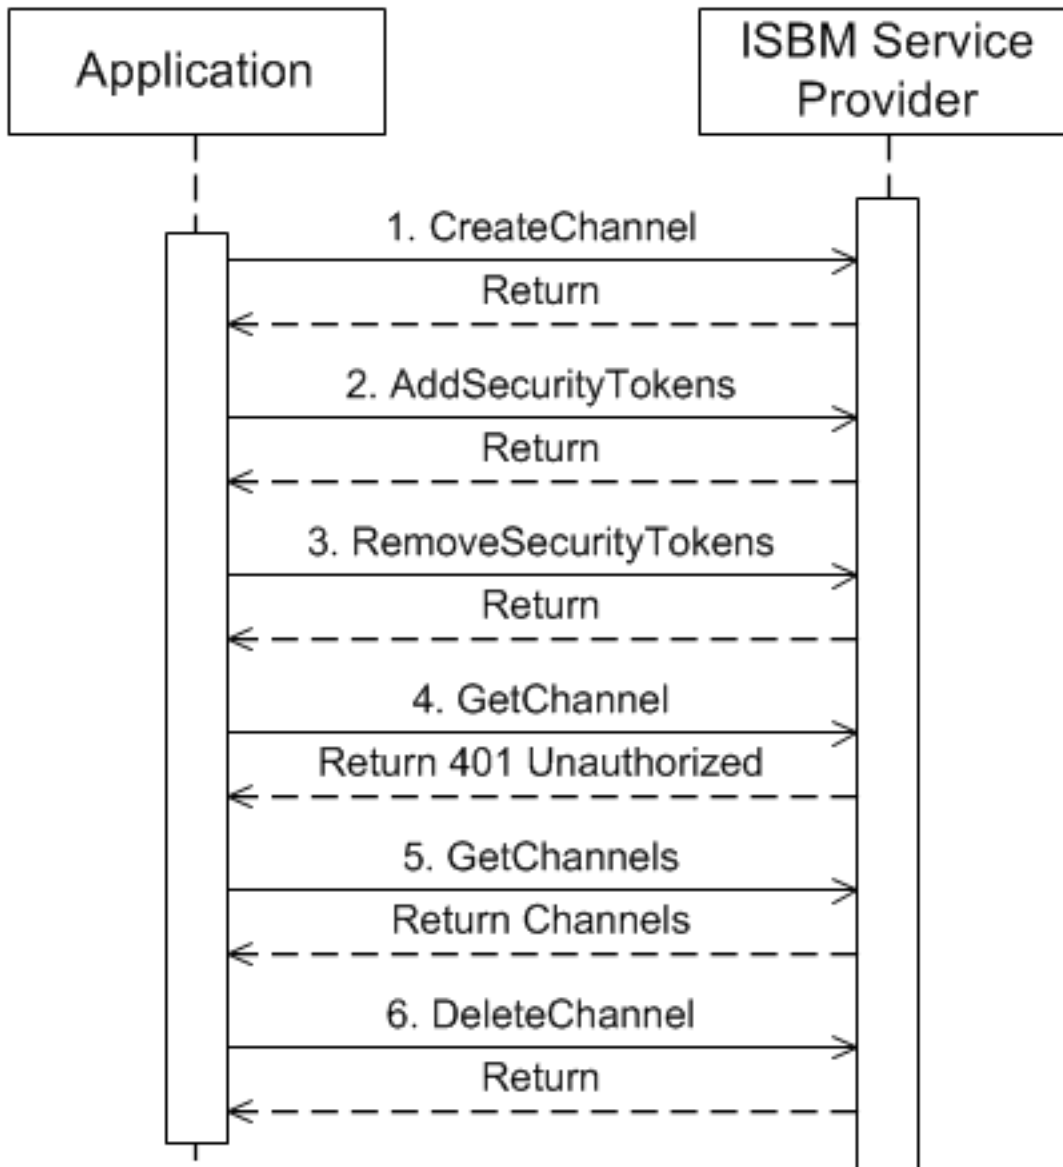 Application
ISBM Service
Provider
1. CreateChannel
Return
2. AddSecurityTokens
Return
3. RemoveSecurityTokens
Return
4. GetChannel
Return 401 Unauthorized
5. GetChannels
Return Channels
6. DeleteChannel
Return